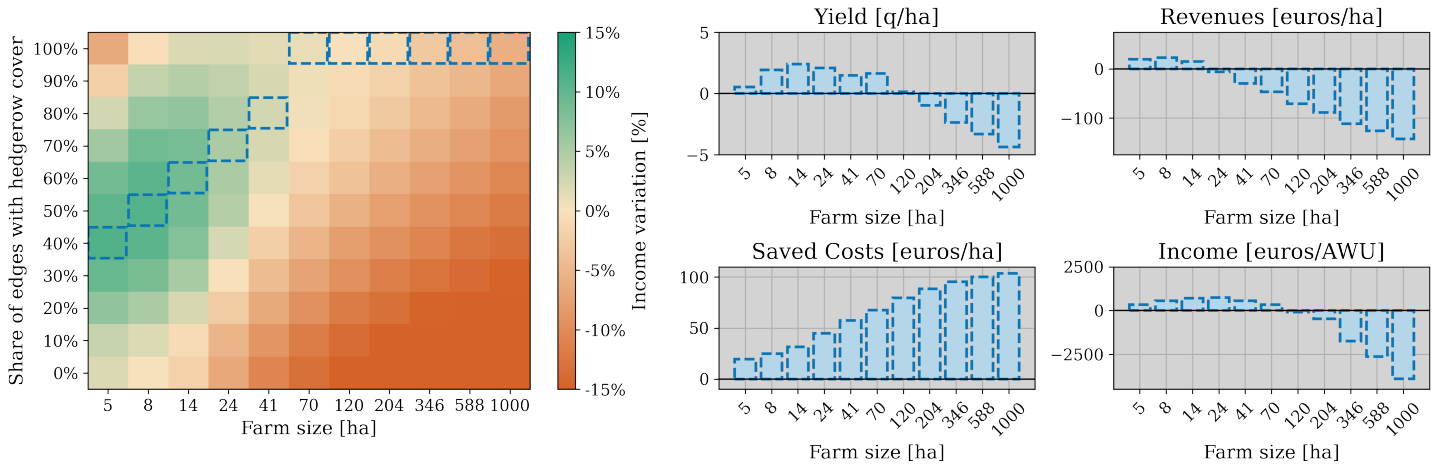 Share of edges with hedgerow cover
100%
90%
80%
70%
60%
50%
40%
30%
20%
10%
0%
5 8 14 24 41 70 120 204 346 588 1000
Farm size [ha]
15%
10%
5%
0%
-5%
-10%
-15%
Income variation [%]
Yield [q/ha]
5
0
−5
5 8 14 24 41 70 120 204 346 588 1000
Farm size [ha]
Revenues [euros/ha]
0
−100
5 8 14 24 41 70 120 204 346 588 1000
Farm size [ha]
Saved Costs [euros/ha]
100
50
0
5 8 14 24 41 70 120 204 346 588 1000
Farm size [ha]
Income [euros/AWU]
2500
0
−2500
5 8 14 24 41 70 120 204 346 588 1000
Farm size [ha]